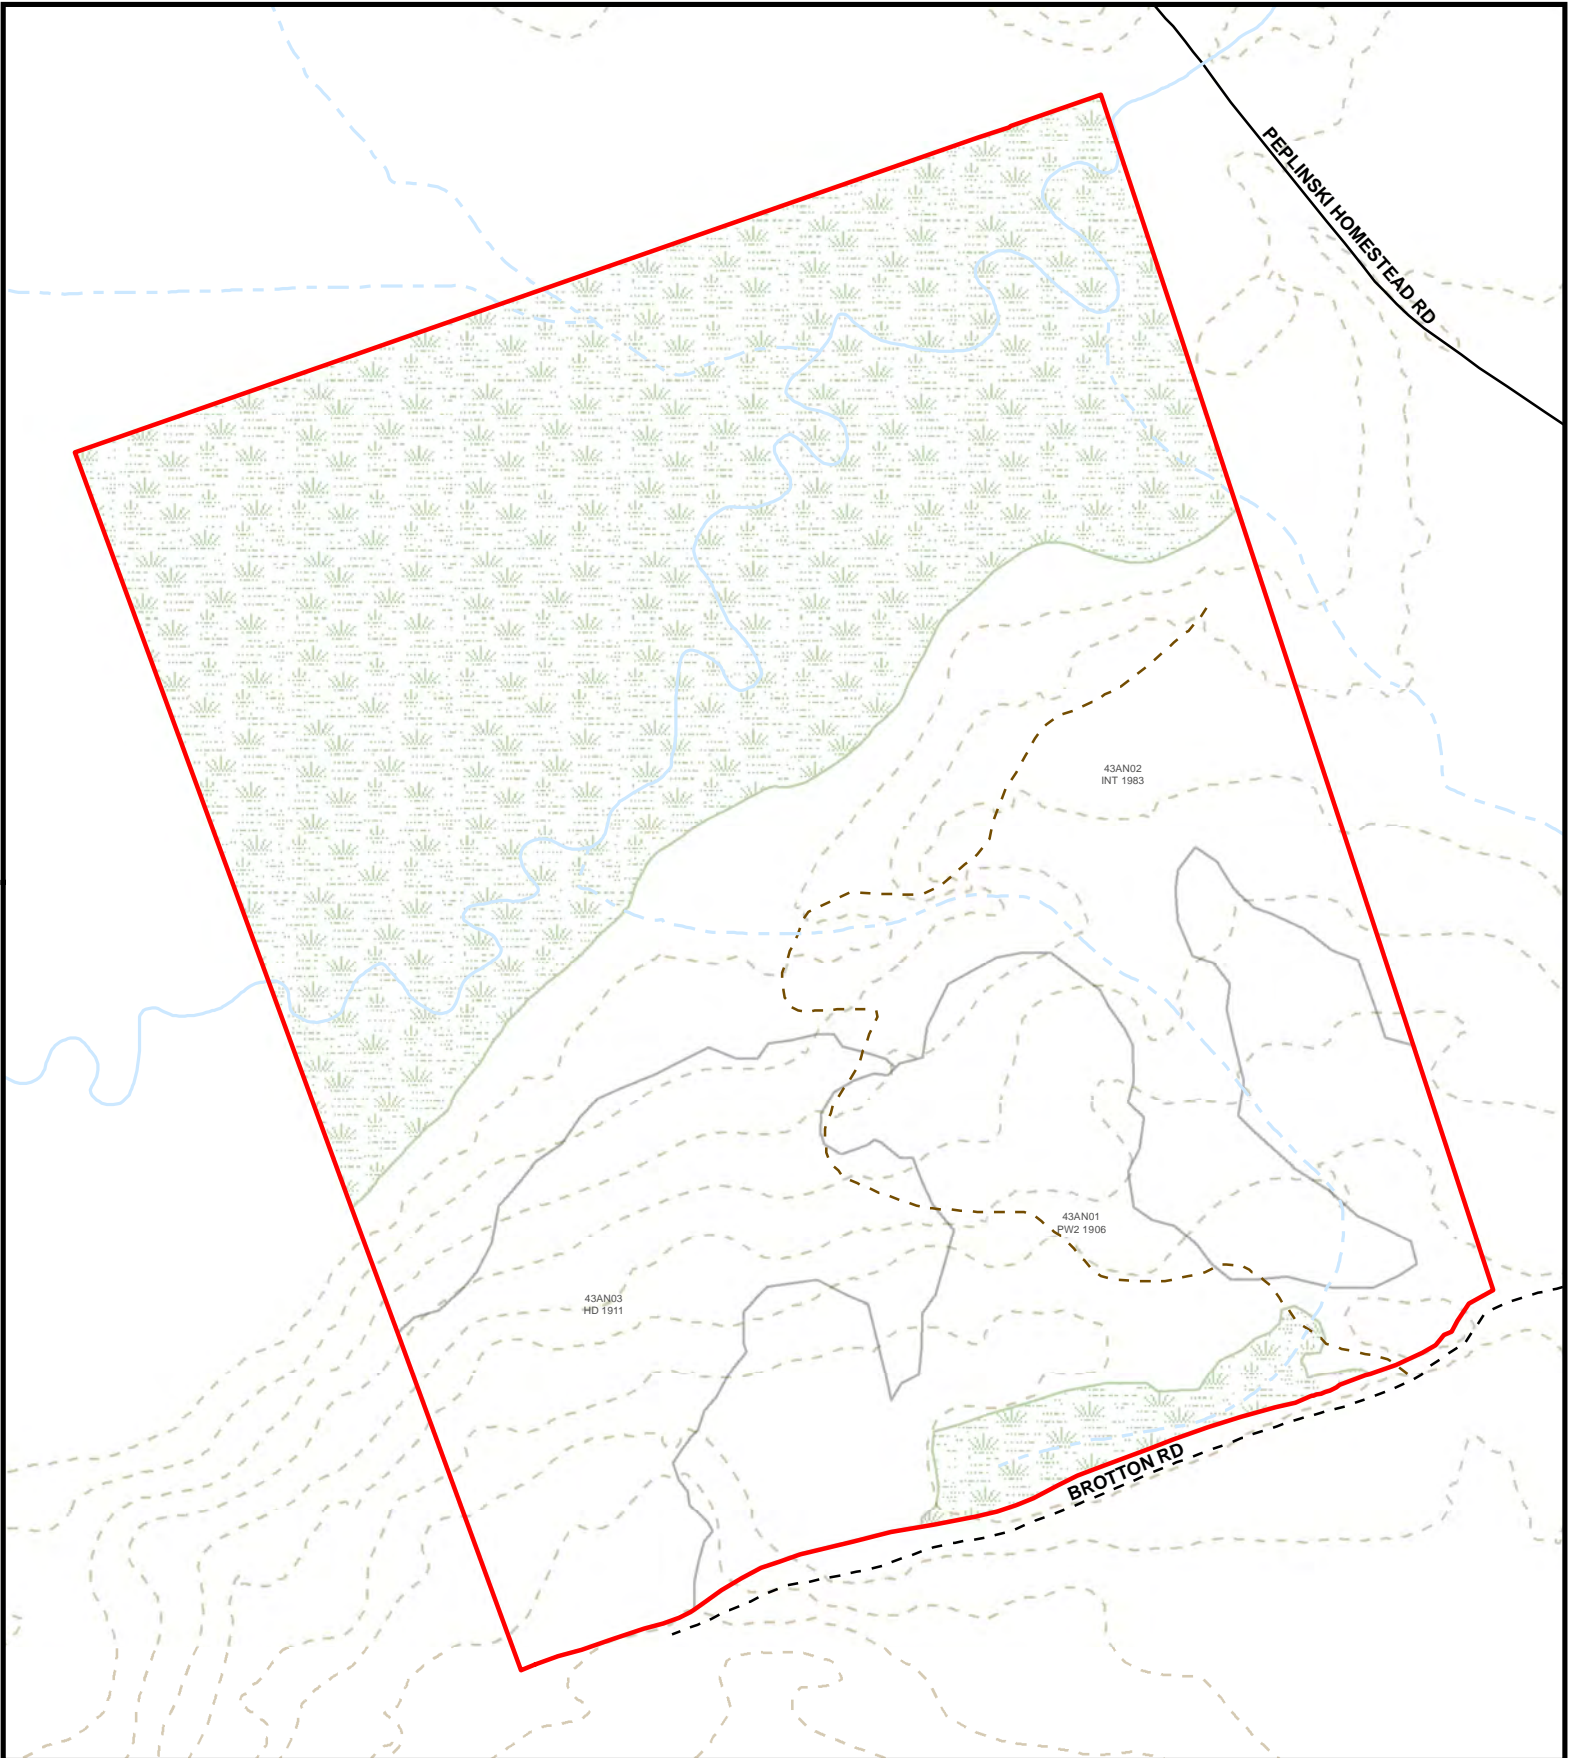 PEPLINSKI HOMESTEAD RD
43AN02
INT 1983
43AN01
PW2 1906
43AN03
HD 1911
BROTTON RD